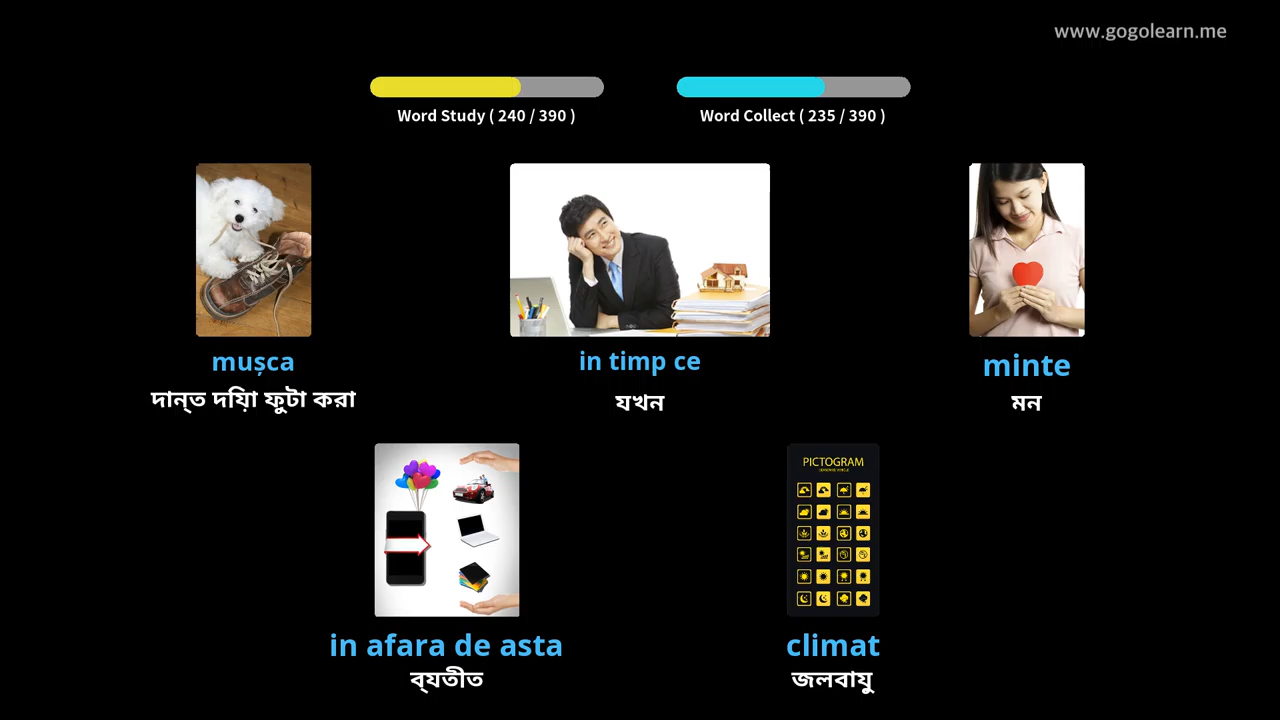 www.gogolearn.me
Word Study ( 240 / 390 )
Word Collect ( 235 / 390 )
mușca
in timp ce
minte
দান্ত দিয়া ফুটা করা
যখন
মন
PICTOGRAM
in afara de asta
climat
ব্যতীত
জলবায়ু